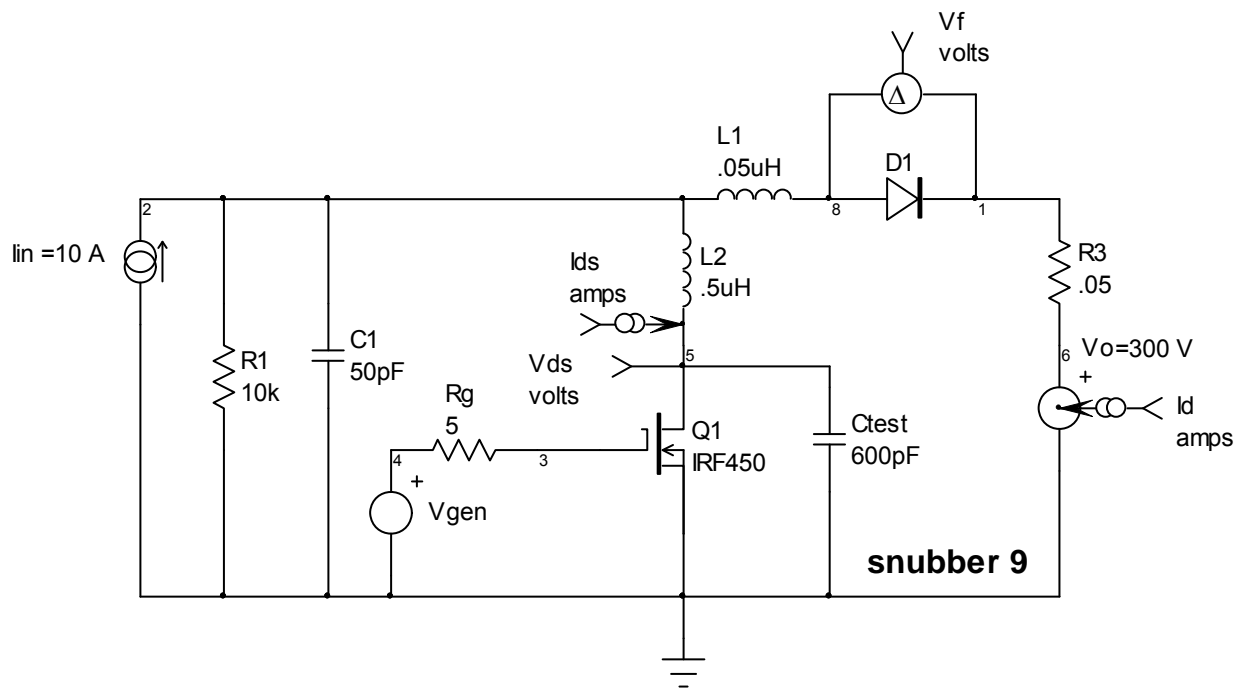 Vf
volts
Δ
L1
.05uH
D1
2
8
1
Iin =10 A
Ids
amps
L2
.5uH
R3
.05
R1
10k
C1
50pF
Vds
volts
5
6
Vo=300 V
+
Rg
5
Q1
IRF450
Ctest
600pF
Id
amps
4
3
+
Vgen
snubber 9